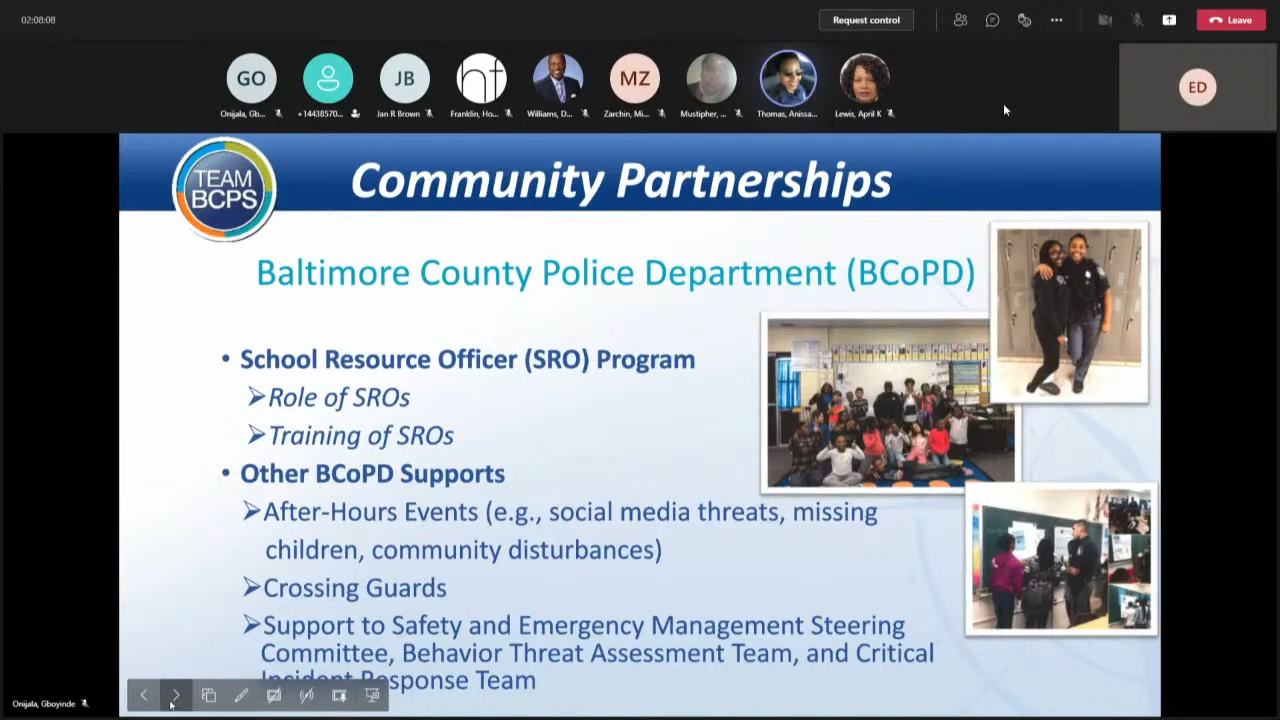 02:08:08
Request control
Leave
GO
JB
MZ
ED
Onijala, Gb...
+14438570...
Jan R Brown
Franklin, Ho...
Williams, D...
Zarchin, Mi...
Mustipher, ...
Thomas, Anissa...
Lewis, April K
TEAM
BCPS
Community Partnerships
Baltimore County Police Department (BCoPD)
• School Resource Officer (SRO) Program
➢Role of SROs
➢Training of SROs
• Other BCoPD Supports
➢After-Hours Events (e.g., social media threats, missing
children, community disturbances)
➢Crossing Guards
➢Support to Safety and Emergency Management Steering
Committee, Behavior Threat Assessment Team, and Critical
Incident Response Team
Onijala, Gboyinde